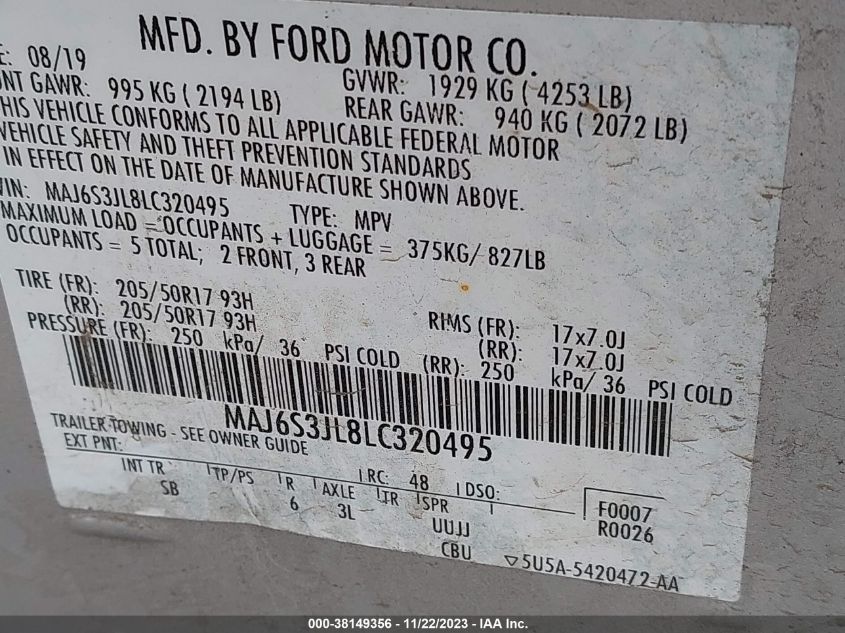 MFD. BY FORD MOTOR CO.
E: 08/19
NT GAWR: 995 KG ( 2194 LB)
GVWR: 1929 KG ( 4253 LB)
REAR GAWR: 940 KG ( 2072 LB)
HIS VEHICLE CONFORMS TO ALL APPLICABLE FEDERAL MOTOR
VEHICLE SAFETY AND THEFT PREVENTION STANDARDS
IN EFFECT ON THE DATE OF MANUFACTURE SHOWN ABOVE.
VIN: MAJ6S3JL8LC320495 TYPE: MPV
MAXIMUM LOAD = OCCUPANTS + LUGGAGE = 375KG/ 827LB
OCCUPANTS = 5 TOTAL; 2 FRONT, 3 REAR
TIRE (FR): 205/50R17 93H RIMS (FR): 17x7.0J
(RR): 205/50R17 93H (RR): 17x7.0J
PRESSURE (FR): 250 kPa/ 36 PSI COLD (RR): 250 kPa/ 36 PSI COLD
MAJ6S3JL8LC320495
TRAILER TOWING - SEE OWNER GUIDE
EXT PNT: RC: 48 DSO:
INT TR TP/PS R AXLE TR SPR
SB 6 3L UUJJ
F0007
R0026
CBU
5U5A-5420472-AA
000-38149356 - 11/22/2023 - IAA Inc.